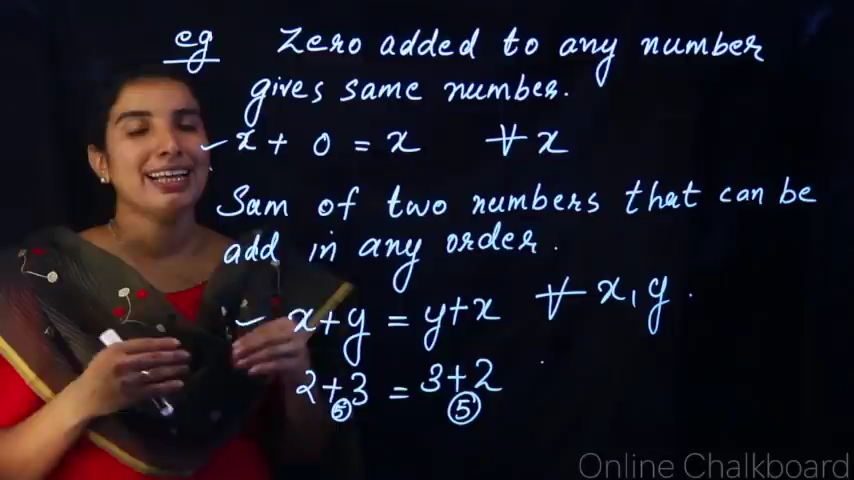 eg Zero added to any number
gives same number.
x + 0 = x ∀ x
Sam of two numbers that can be
add in any order.
x+y = y+x ∀ x, y.
2+3 = 3+2
5 5
Online Chalkboard